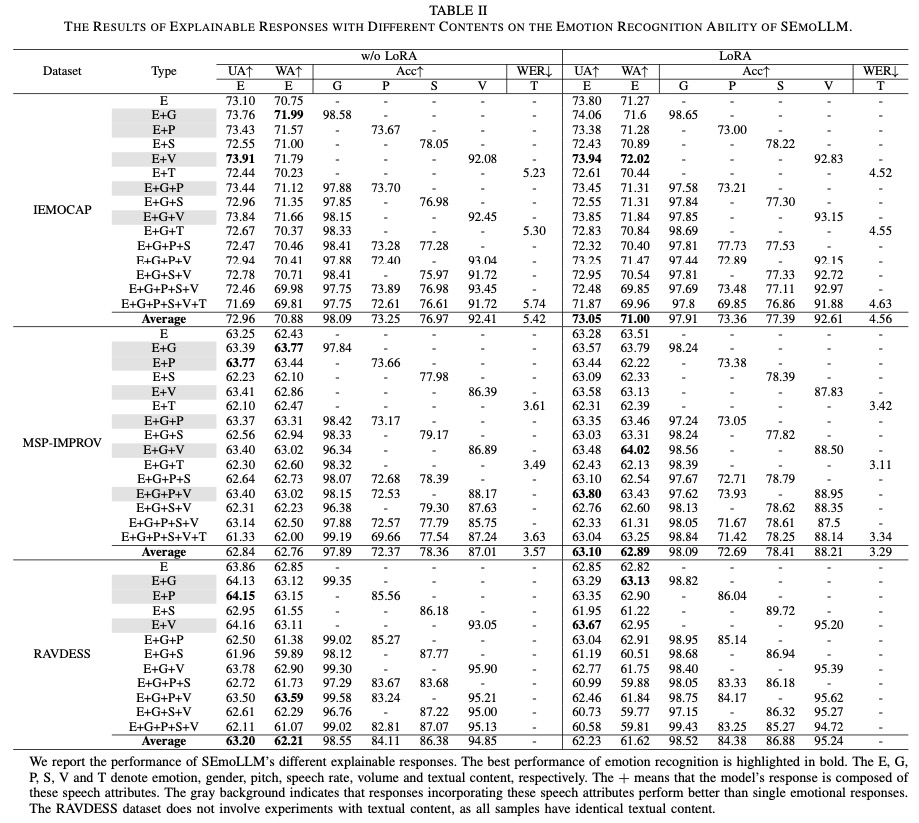 TABLE II
THE RESULTS OF EXPLAINABLE RESPONSES WITH DIFFERENT CONTENTS ON THE EMOTION RECOGNITION ABILITY OF SEMOLLM.
Dataset Type w/o LoRA LoRA
UA↑ WA↑ Acc↑ WER↓ UA↑ WA↑ Acc↑ WER↓
E E G P S V T E E G P S V T
IEMOCAP
E 73.10 70.75 - - - - - 73.80 71.27 - - - - -
E+G 73.76 71.99 98.58 - - - - 74.06 71.6 98.65 - - - -
E+P 73.43 71.57 - 73.67 - - - 73.38 71.28 - 73.00 - - -
E+S 72.55 71.00 - - 78.05 - - 72.43 70.89 - - 78.22 - -
E+V 73.91 71.79 - - - 92.08 - 73.94 72.02 - - - 92.83 -
E+T 72.44 70.23 - - - - 5.23 72.61 70.44 - - - - 4.52
E+G+P 73.44 71.12 97.88 73.70 - - - 73.45 71.31 97.58 73.21 - - -
E+G+S 72.96 71.35 97.85 - 76.98 - - 72.55 71.31 97.84 - 77.30 - -
E+G+V 73.84 71.66 98.15 - - 92.45 - 73.85 71.84 97.85 - - 93.15 -
E+G+T 72.67 70.37 98.33 - - - 5.30 72.83 70.84 98.69 - - - 4.55
E+G+P+S 72.47 70.46 98.41 73.28 77.28 - - 72.32 70.40 97.81 77.73 77.53 - -
E+G+P+V 72.94 70.41 97.88 72.40 - 93.04 - 73.25 71.47 97.44 72.89 - 92.15 -
E+G+S+V 72.78 70.71 98.41 - 75.97 91.72 - 72.95 70.54 97.81 - 77.33 92.72 -
E+G+P+S+V 72.46 69.98 97.75 73.89 76.98 93.45 - 72.48 69.85 97.69 73.48 77.11 92.97 -
E+G+P+S+V+T 71.69 69.81 97.75 72.61 76.61 91.72 5.74 71.87 69.96 97.8 69.85 76.86 91.88 4.63
Average 72.96 70.88 98.09 73.25 76.97 92.41 5.42 73.05 71.00 97.91 73.36 77.39 92.61 4.56
MSP-IMPROV
E 63.25 62.43 - - - - - 63.28 63.51 - - - - -
E+G 63.39 63.77 97.84 - - - - 63.57 63.79 98.24 - - - -
E+P 63.77 63.44 - 73.66 - - - 63.44 62.22 - 73.38 - - -
E+S 62.23 62.10 - - 77.98 - - 63.09 62.33 - - 78.39 - -
E+V 63.41 62.86 - - - 86.39 - 63.58 63.13 - - - 87.83 -
E+T 62.10 62.47 - - - - 3.61 62.31 62.39 - - - - 3.42
E+G+P 63.37 63.31 98.42 73.17 - - - 63.35 63.46 97.24 73.05 - - -
E+G+S 62.56 62.94 98.33 - 79.17 - - 63.03 63.31 98.24 - 77.82 - -
E+G+V 63.40 63.02 96.34 - - 86.89 - 63.48 64.02 98.56 - - 88.50 -
E+G+T 62.30 62.60 98.32 - - - 3.49 62.43 62.13 98.39 - - - 3.11
E+G+P+S 62.64 62.73 98.07 72.68 78.39 - - 63.10 62.54 97.67 72.71 78.79 - -
E+G+P+V 63.40 63.02 98.15 72.53 - 88.17 - 63.80 63.43 97.62 73.93 - 88.95 -
E+G+S+V 62.31 62.23 96.38 - 79.30 87.63 - 62.76 62.60 98.13 - 78.62 88.35 -
E+G+P+S+V 63.14 62.50 97.88 72.57 77.79 85.75 - 62.33 61.31 98.05 71.67 78.61 87.5 -
E+G+P+S+V+T 61.33 62.00 99.19 69.66 77.54 87.24 3.63 63.04 63.25 98.84 71.42 78.25 88.14 3.34
Average 62.84 62.76 97.89 72.37 78.36 87.01 3.57 63.10 62.89 98.09 72.69 78.41 88.21 3.29
RAVDESS
E 63.86 62.85 - - - - - 62.85 62.82 - - - - -
E+G 64.13 63.12 99.35 - - - - 63.29 63.13 98.82 - - - -
E+P 64.15 63.15 - 85.56 - - - 63.35 62.90 - 86.04 - - -
E+S 62.95 61.55 - - 86.18 - - 61.95 61.22 - - 89.72 - -
E+V 64.16 63.11 - - - 93.05 - 63.67 62.95 - - - 95.20 -
E+G+P 62.50 61.38 99.02 85.27 - - - 63.04 62.91 98.95 85.14 - - -
E+G+S 61.96 59.89 98.12 - 87.77 - - 61.19 60.51 98.68 - 86.94 - -
E+G+V 63.78 62.90 99.30 - - 95.90 - 62.77 61.75 98.40 - - 95.39 -
E+G+P+S 62.72 61.73 97.29 83.67 83.68 - - 60.99 59.88 98.05 83.33 86.18 - -
E+G+P+V 63.50 63.59 99.58 83.24 - 95.21 - 62.46 61.84 98.75 84.17 - 95.62 -
E+G+S+V 62.61 62.29 96.76 - 87.22 95.00 - 60.73 59.77 97.15 - 86.32 95.27 -
E+G+P+S+V 62.11 61.07 99.02 82.81 87.07 95.13 - 60.58 59.81 99.43 83.25 85.27 94.72 -
Average 63.20 62.21 98.55 84.11 86.38 94.85 - 62.23 61.62 98.52 84.38 86.88 95.24 -
We report the performance of SEmoLLM's different explainable responses. The best performance of emotion recognition is highlighted in bold. The E, G,
P, S, V and T denote emotion, gender, pitch, speech rate, volume and textual content, respectively. The + means that the model's response is composed of
these speech attributes. The gray background indicates that responses incorporating these speech attributes perform better than single emotional responses.
The RAVDESS dataset does not involve experiments with textual content, as all samples have identical textual content.